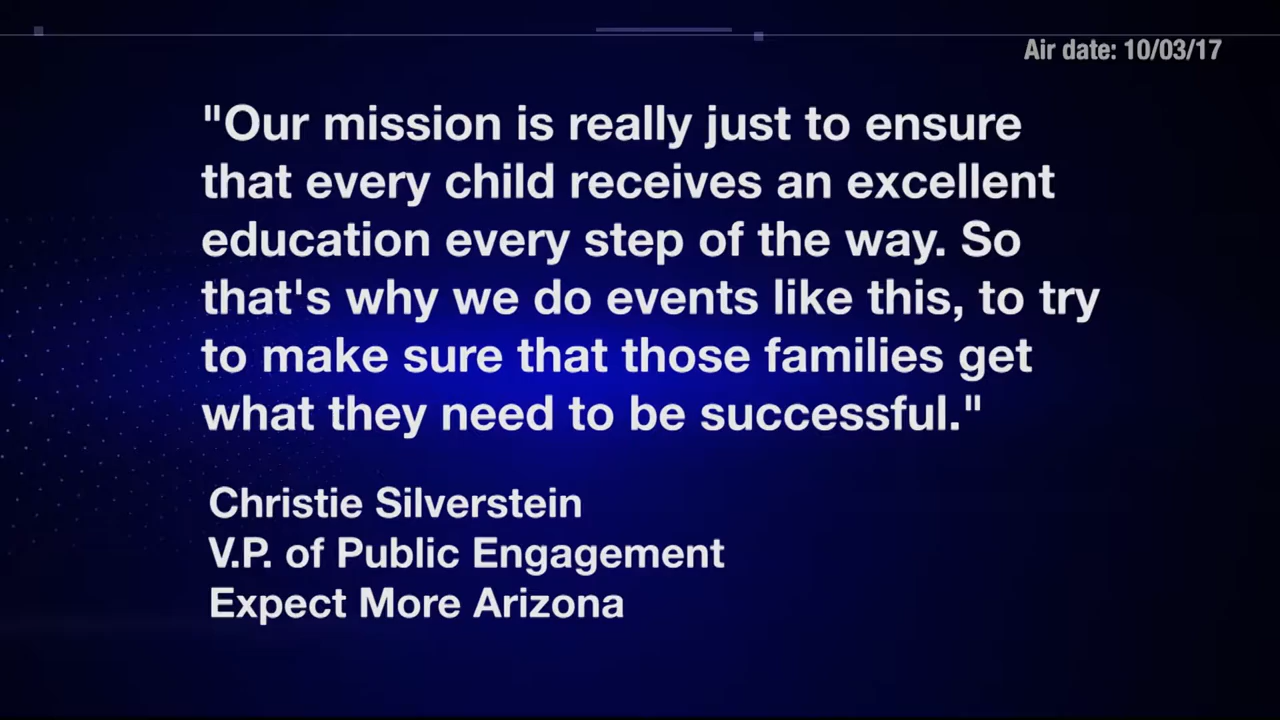 Air date: 10/03/17
"Our mission is really just to ensure
that every child receives an excellent
education every step of the way. So
that's why we do events like this, to try
to make sure that those families get
what they need to be successful."
Christie Silverstein
V.P. of Public Engagement
Expect More Arizona